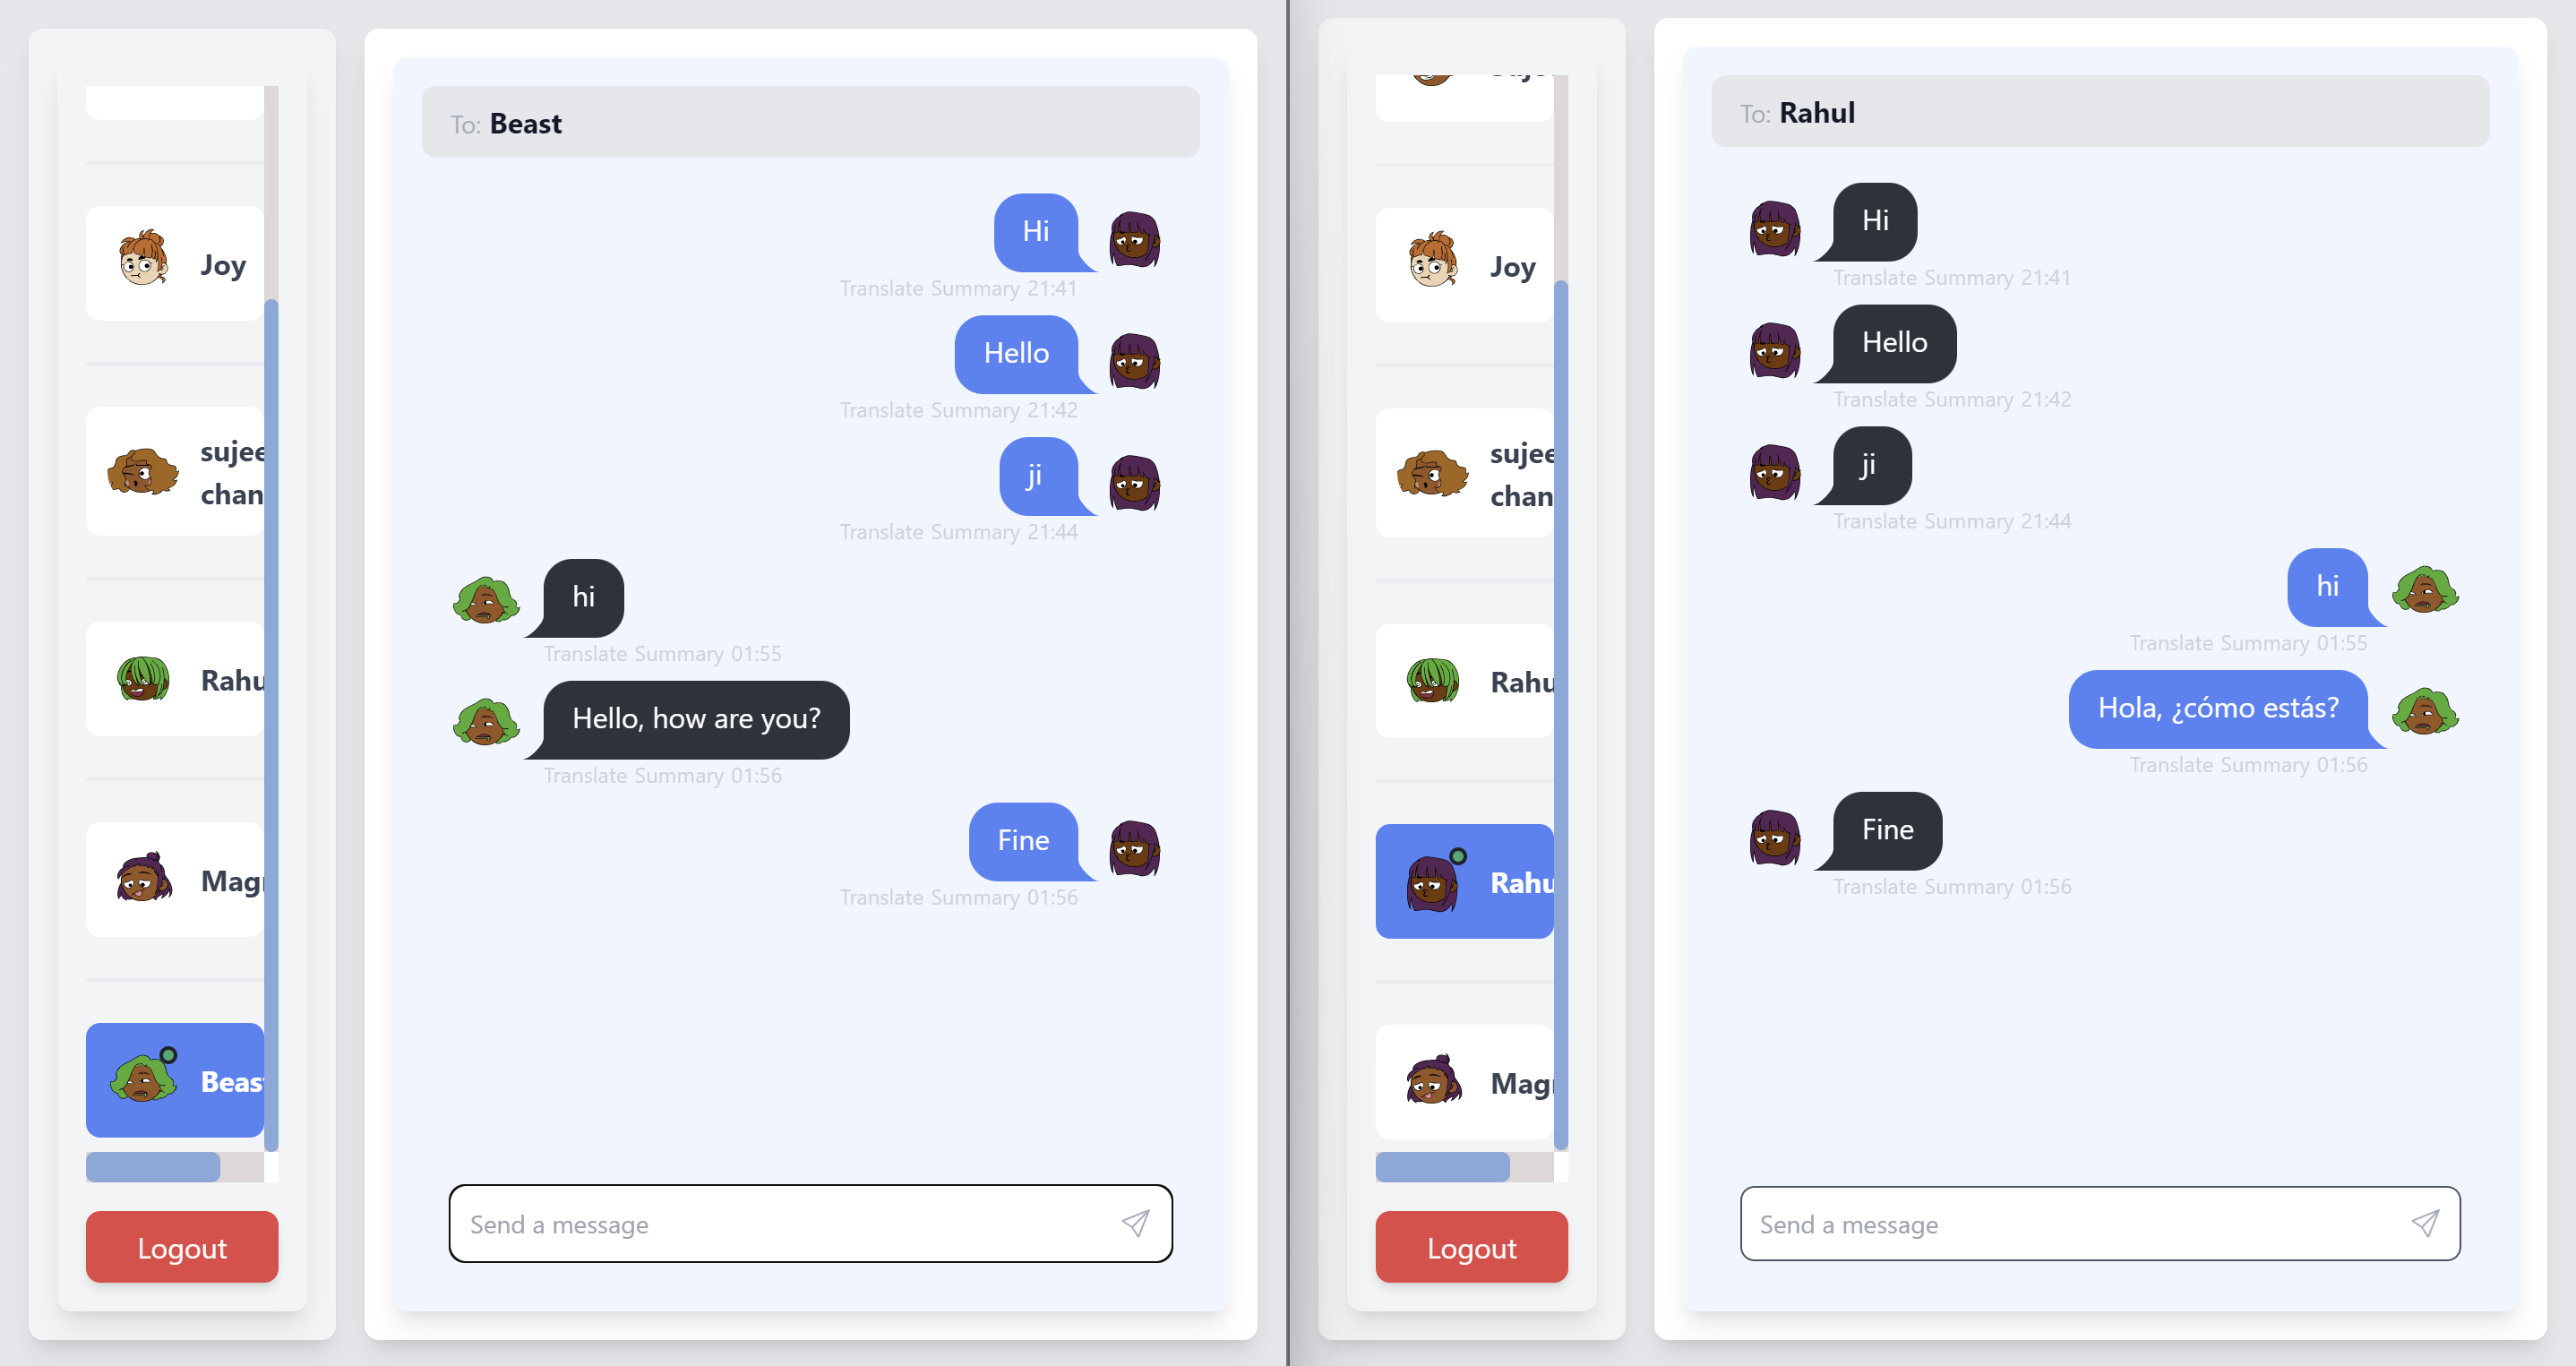 Joy
sujee
chan
Rahu
Mag
Beas
Logout
To: Beast
Hi
Translate Summary 21:41
Hello
Translate Summary 21:42
ji
Translate Summary 21:44
hi
Translate Summary 01:55
Hello, how are you?
Translate Summary 01:56
Fine
Translate Summary 01:56
Send a message
Joy
sujee
chan
Rahu
Rahu
Mag
Logout
To: Rahul
Hi
Translate Summary 21:41
Hello
Translate Summary 21:42
ji
Translate Summary 21:44
hi
Translate Summary 01:55
Hola, ¿cómo estás?
Translate Summary 01:56
Fine
Translate Summary 01:56
Send a message